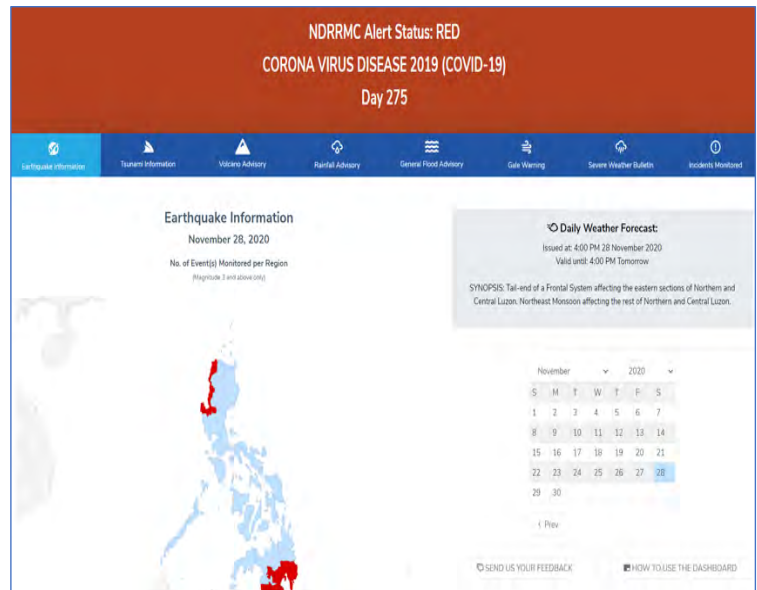 NDRRMC Alert Status: RED
CORONA VIRUS DISEASE 2019 (COVID-19)
Day 275
Earthquake Information
Tsunami Information
Volcano Advisory
Rainfall Advisory
General Flood Advisory
Gale Warning
Severe Weather Bulletin
Incidents Monitored
Earthquake Information
November 28, 2020
No. of Event(s) Monitored per Region
(Magnitude 3 and above only)
Daily Weather Forecast:
Issued at: 4:00 PM 28 November 2020
Valid until: 4:00 PM Tomorrow
SYNOPSIS: Tail-end of a Frontal System affecting the eastern sections of Northern and
Central Luzon. Northeast Monsoon affecting the rest of Northern and Central Luzon.
November 2020
S M T W T F S
1 2 3 4 5 6 7
8 9 10 11 12 13 14
15 16 17 18 19 20 21
22 23 24 25 26 27 28
29 30
‹ Prev
SEND US YOUR FEEDBACK
HOW TO USE THE DASHBOARD